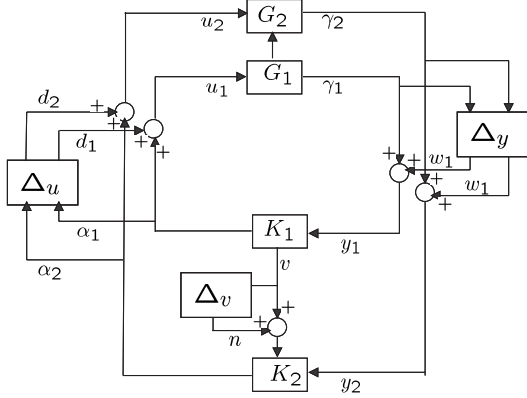 u₂ G₂ γ₂
d₂ + u₁ G₁ γ₁
+
d₁ + + + w₁ Δy
Δu + + w₁
+
α₁ K₁ y₁
α₂ v
Δv +
n +
K₂ y₂